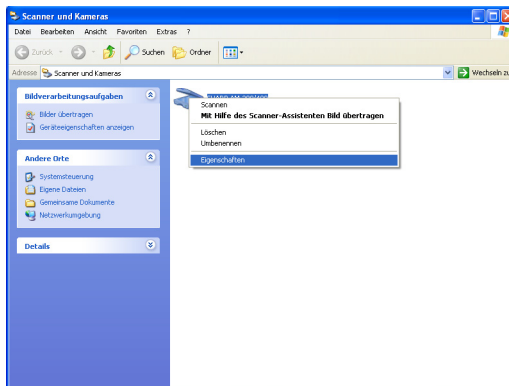 Scanner und Kameras
Datei Bearbeiten Ansicht Favoriten Extras ?
Zurück Suchen Ordner
Adresse Scanner und Kameras Wechseln zu
Bildverarbeitungsaufgaben
Bilder übertragen
Geräteeigenschaften anzeigen
Andere Orte
Systemsteuerung
Eigene Dateien
Gemeinsame Dokumente
Netzwerkumgebung
Details
Scannen
Mit Hilfe des Scanner-Assistenten Bild übertragen
Löschen
Umbenennen
Eigenschaften